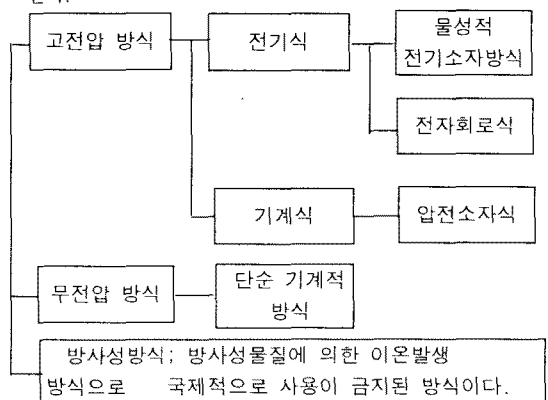 고전압 방식
전기식
물성적
전기소자방식
전자회로식
기계식
압전소자식
무전압 방식
단순 기계적
방식
방사성방식; 방사성물질에 의한 이온발생
방식으로 국제적으로 사용이 금지된 방식이다.